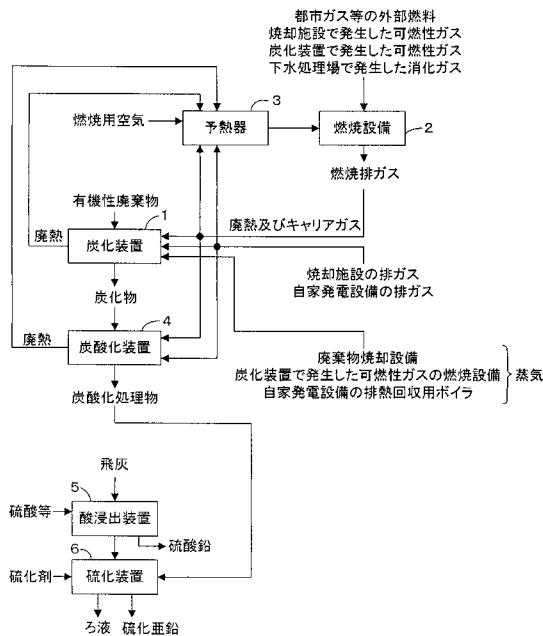 都市ガス等の外部燃料
焼却施設で発生した可燃性ガス
炭化装置で発生した可燃性ガス
下水処理場で発生した消化ガス
3
燃焼用空気
予熱器
燃焼設備
2
燃焼排ガス
有機性廃棄物
1
廃熱及びキャリアガス
廃熱
炭化装置
焼却施設の排ガス
自家発電設備の排ガス
炭化物
4
廃熱
炭酸化装置
廃棄物焼却設備
炭化装置で発生した可燃性ガスの燃焼設備
自家発電設備の排熱回収用ボイラ
蒸気
炭酸化処理物
飛灰
5
硫酸等
酸浸出装置
硫酸鉛
6
硫化剤
硫化装置
ろ液
硫化亜鉛